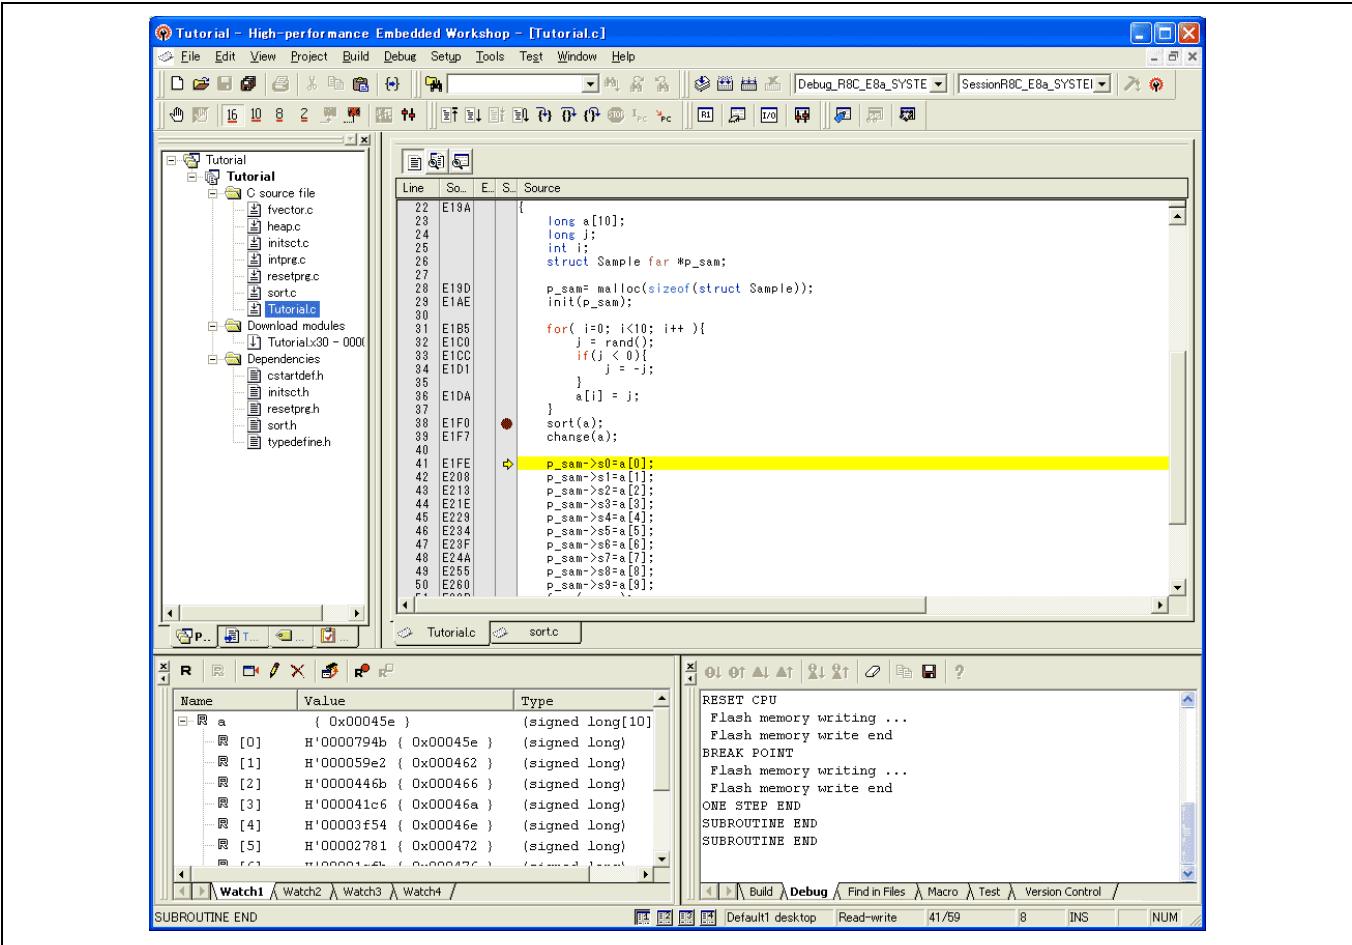 Tutorial - High-performance Embedded Workshop - [Tutorial.c]
File Edit View Project Build Debug Setup Tools Test Window Help
Debug_R8C_E8a_SYSTE SessionR8C_E8a_SYSTEI
16 10 8 2
R1 I/O
Tutorial
Tutorial
C source file
fvector.c
heap.c
initsct.c
intprg.c
resetprg.c
sort.c
Tutorial.c
Download modules
Tutorial.x30 - 0000
Dependencies
cstartdef.h
initsct.h
resetprg.h
sort.h
typedefine.h
P.. T... ... ...
Line So... E.. S.. Source
22 E19A {
23 long a[10];
24 long j;
25 int i;
26 struct Sample far *p_sam;
27
28 E19D p_sam= malloc(sizeof(struct Sample));
29 E1AE init(p_sam);
30
31 E1B5 for( i=0; i<10; i++ ){
32 E1C0 j = rand();
33 E1CC if(j < 0){
34 E1D1 j = -j;
35 }
36 E1DA a[i] = j;
37 }
38 E1F0 sort(a);
39 E1F7 change(a);
40
41 E1FE p_sam->s0=a[0];
42 E208 p_sam->s1=a[1];
43 E213 p_sam->s2=a[2];
44 E21E p_sam->s3=a[3];
45 E229 p_sam->s4=a[4];
46 E234 p_sam->s5=a[5];
47 E23F p_sam->s6=a[6];
48 E24A p_sam->s7=a[7];
49 E255 p_sam->s8=a[8];
50 E260 p_sam->s9=a[9];
Tutorial.c sort.c
Name Value Type
a { 0x00045e } (signed long[10]
[0] H'0000794b { 0x00045e } (signed long)
[1] H'000059e2 { 0x000462 } (signed long)
[2] H'0000446b { 0x000466 } (signed long)
[3] H'000041c6 { 0x00046a } (signed long)
[4] H'00003f54 { 0x00046e } (signed long)
[5] H'00002781 { 0x000472 } (signed long)
Watch1 Watch2 Watch3 Watch4
RESET CPU
Flash memory writing ...
Flash memory write end
BREAK POINT
Flash memory writing ...
Flash memory write end
ONE STEP END
SUBROUTINE END
SUBROUTINE END
Build Debug Find in Files Macro Test Version Control
SUBROUTINE END Default1 desktop Read-write 41/59 8 INS NUM